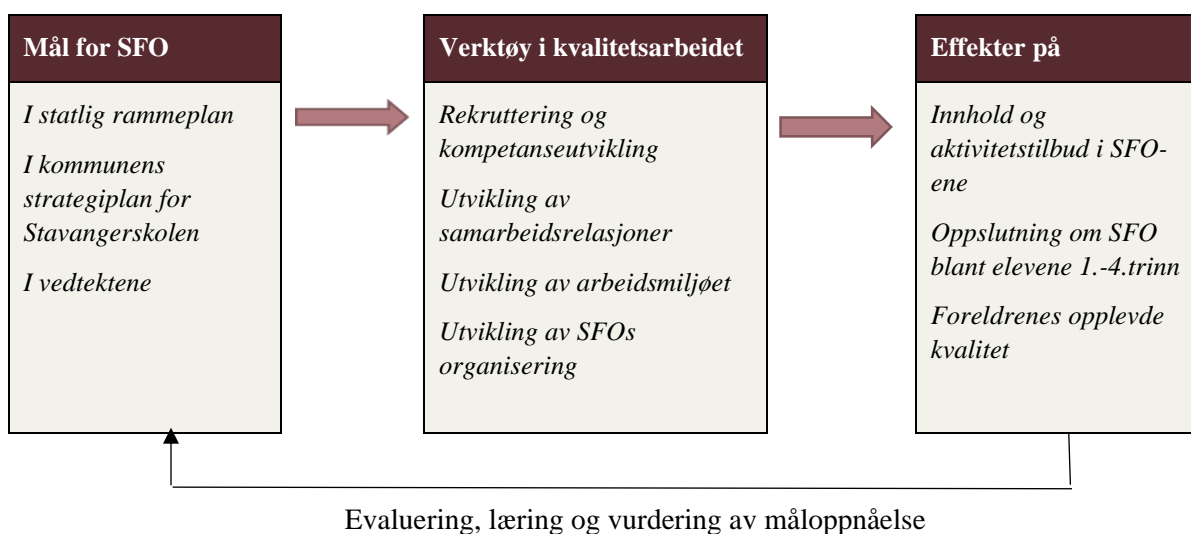 Mål for SFO
I statlig rammeplan
I kommunens
strategiplan for
Stavangerskolen
I vedtektene
Verktøy i kvalitetsarbeidet
Rekruttering og
kompetanseutvikling
Utvikling av
samarbeidsrelasjoner
Utvikling av arbeidsmiljøet
Utvikling av SFOs
organisering
Effekter på
Innhold og
aktivitetstilbud i SFO-
ene
Oppslutning om SFO
blant elevene 1.-4.trinn
Foreldrenes opplevde
kvalitet
Evaluering, læring og vurdering av måloppnåelse